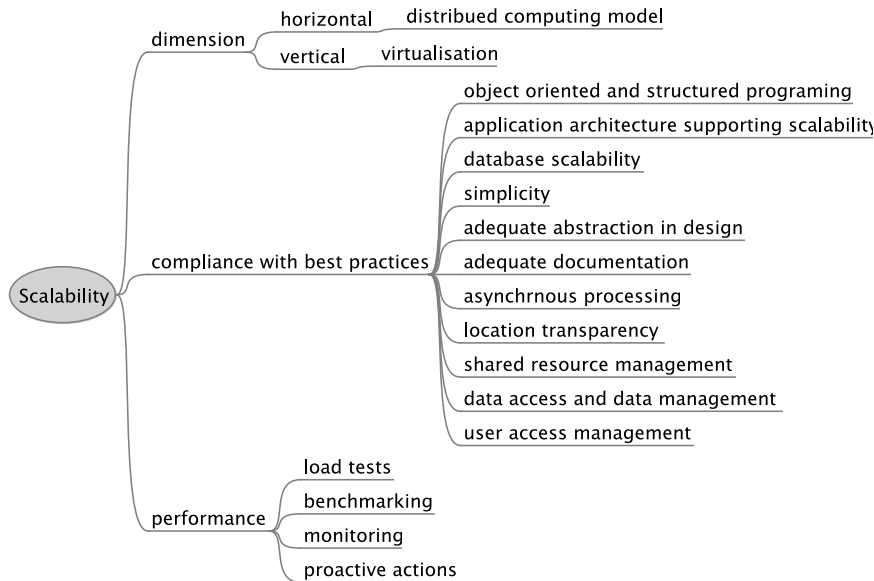 Scalability
dimension
horizontal
distribued computing model
vertical
virtualisation
compliance with best practices
object oriented and structured programing
application architecture supporting scalability
database scalability
simplicity
adequate abstraction in design
adequate documentation
asynchrnous processing
location transparency
shared resource management
data access and data management
user access management
performance
load tests
benchmarking
monitoring
proactive actions